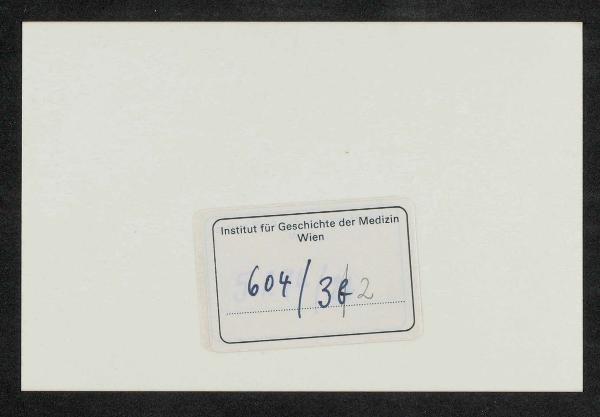 Institut für Geschichte der Medizin
Wien
604/36/2